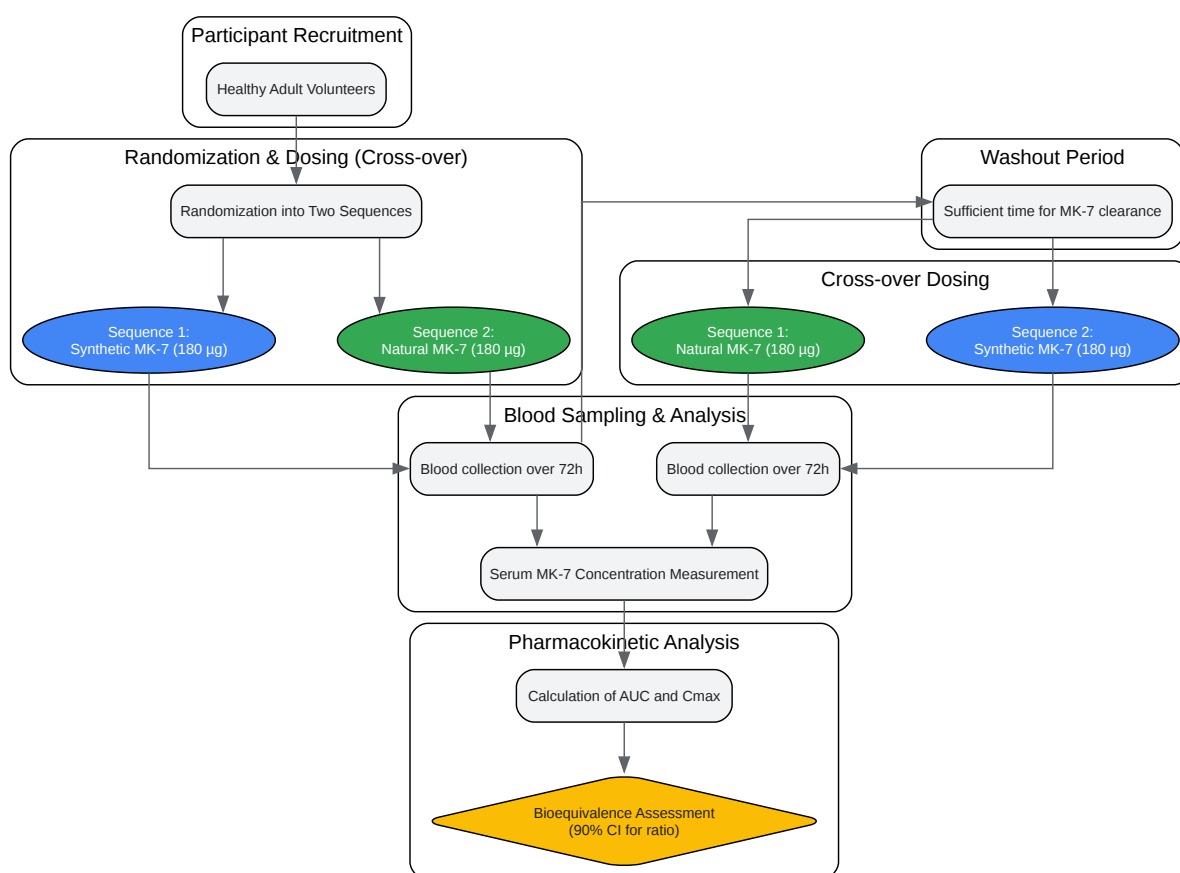 Participant Recruitment
Healthy Adult Volunteers
Randomization & Dosing (Cross-over)
Randomization into Two Sequences
Sequence 1:
Synthetic MK-7 (180 µg)
Sequence 2:
Natural MK-7 (180 µg)
Washout Period
Sufficient time for MK-7 clearance
Cross-over Dosing
Sequence 1:
Natural MK-7 (180 µg)
Sequence 2:
Synthetic MK-7 (180 µg)
Blood Sampling & Analysis
Blood collection over 72h
Blood collection over 72h
Serum MK-7 Concentration Measurement
Pharmacokinetic Analysis
Calculation of AUC and Cmax
Bioequivalence Assessment
(90% CI for ratio)